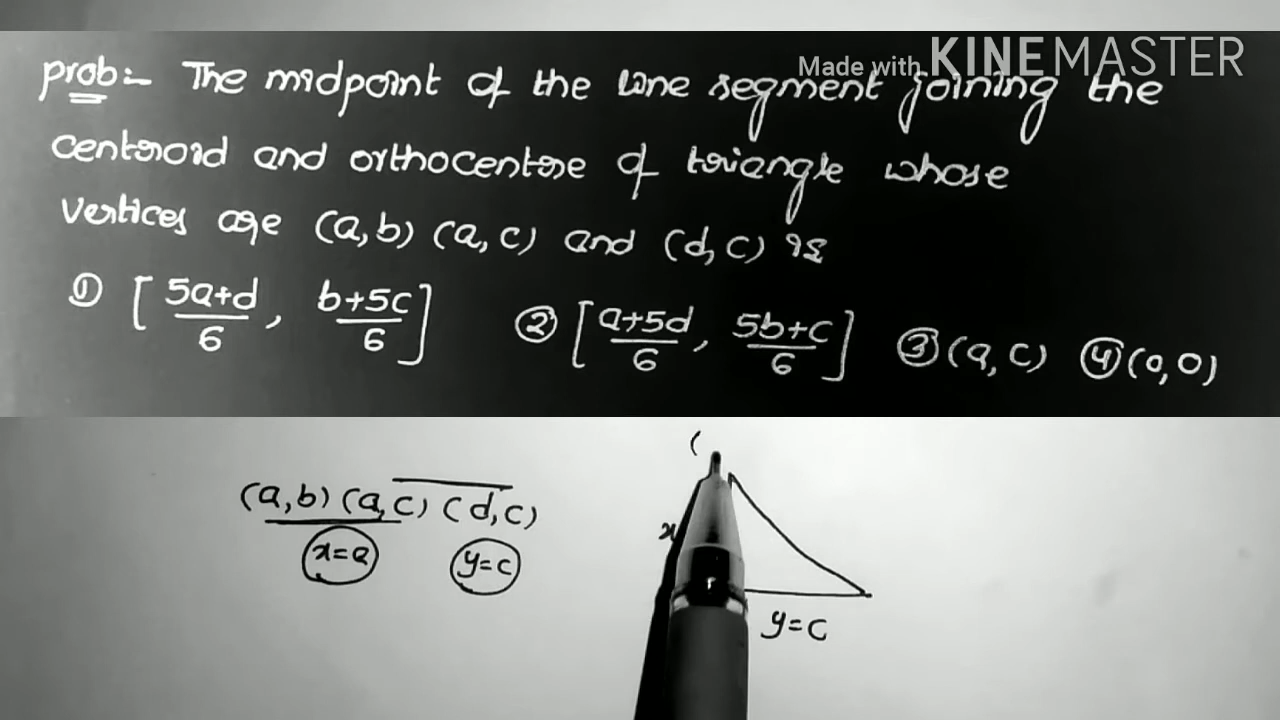 Made with KINEMASTER
prob:- The midpoint of the line segment joining the
centroid and orthocentre of triangle whose
vertices are (a,b) (a,c) and (d,c) is
① [5a+d/6, b+5c/6] ② [a+5d/6, 5b+c/6] ③ (a,c) ④ (0,0)
(a,b) (a,c) (d,c)
x=a y=c
(
x
y=c